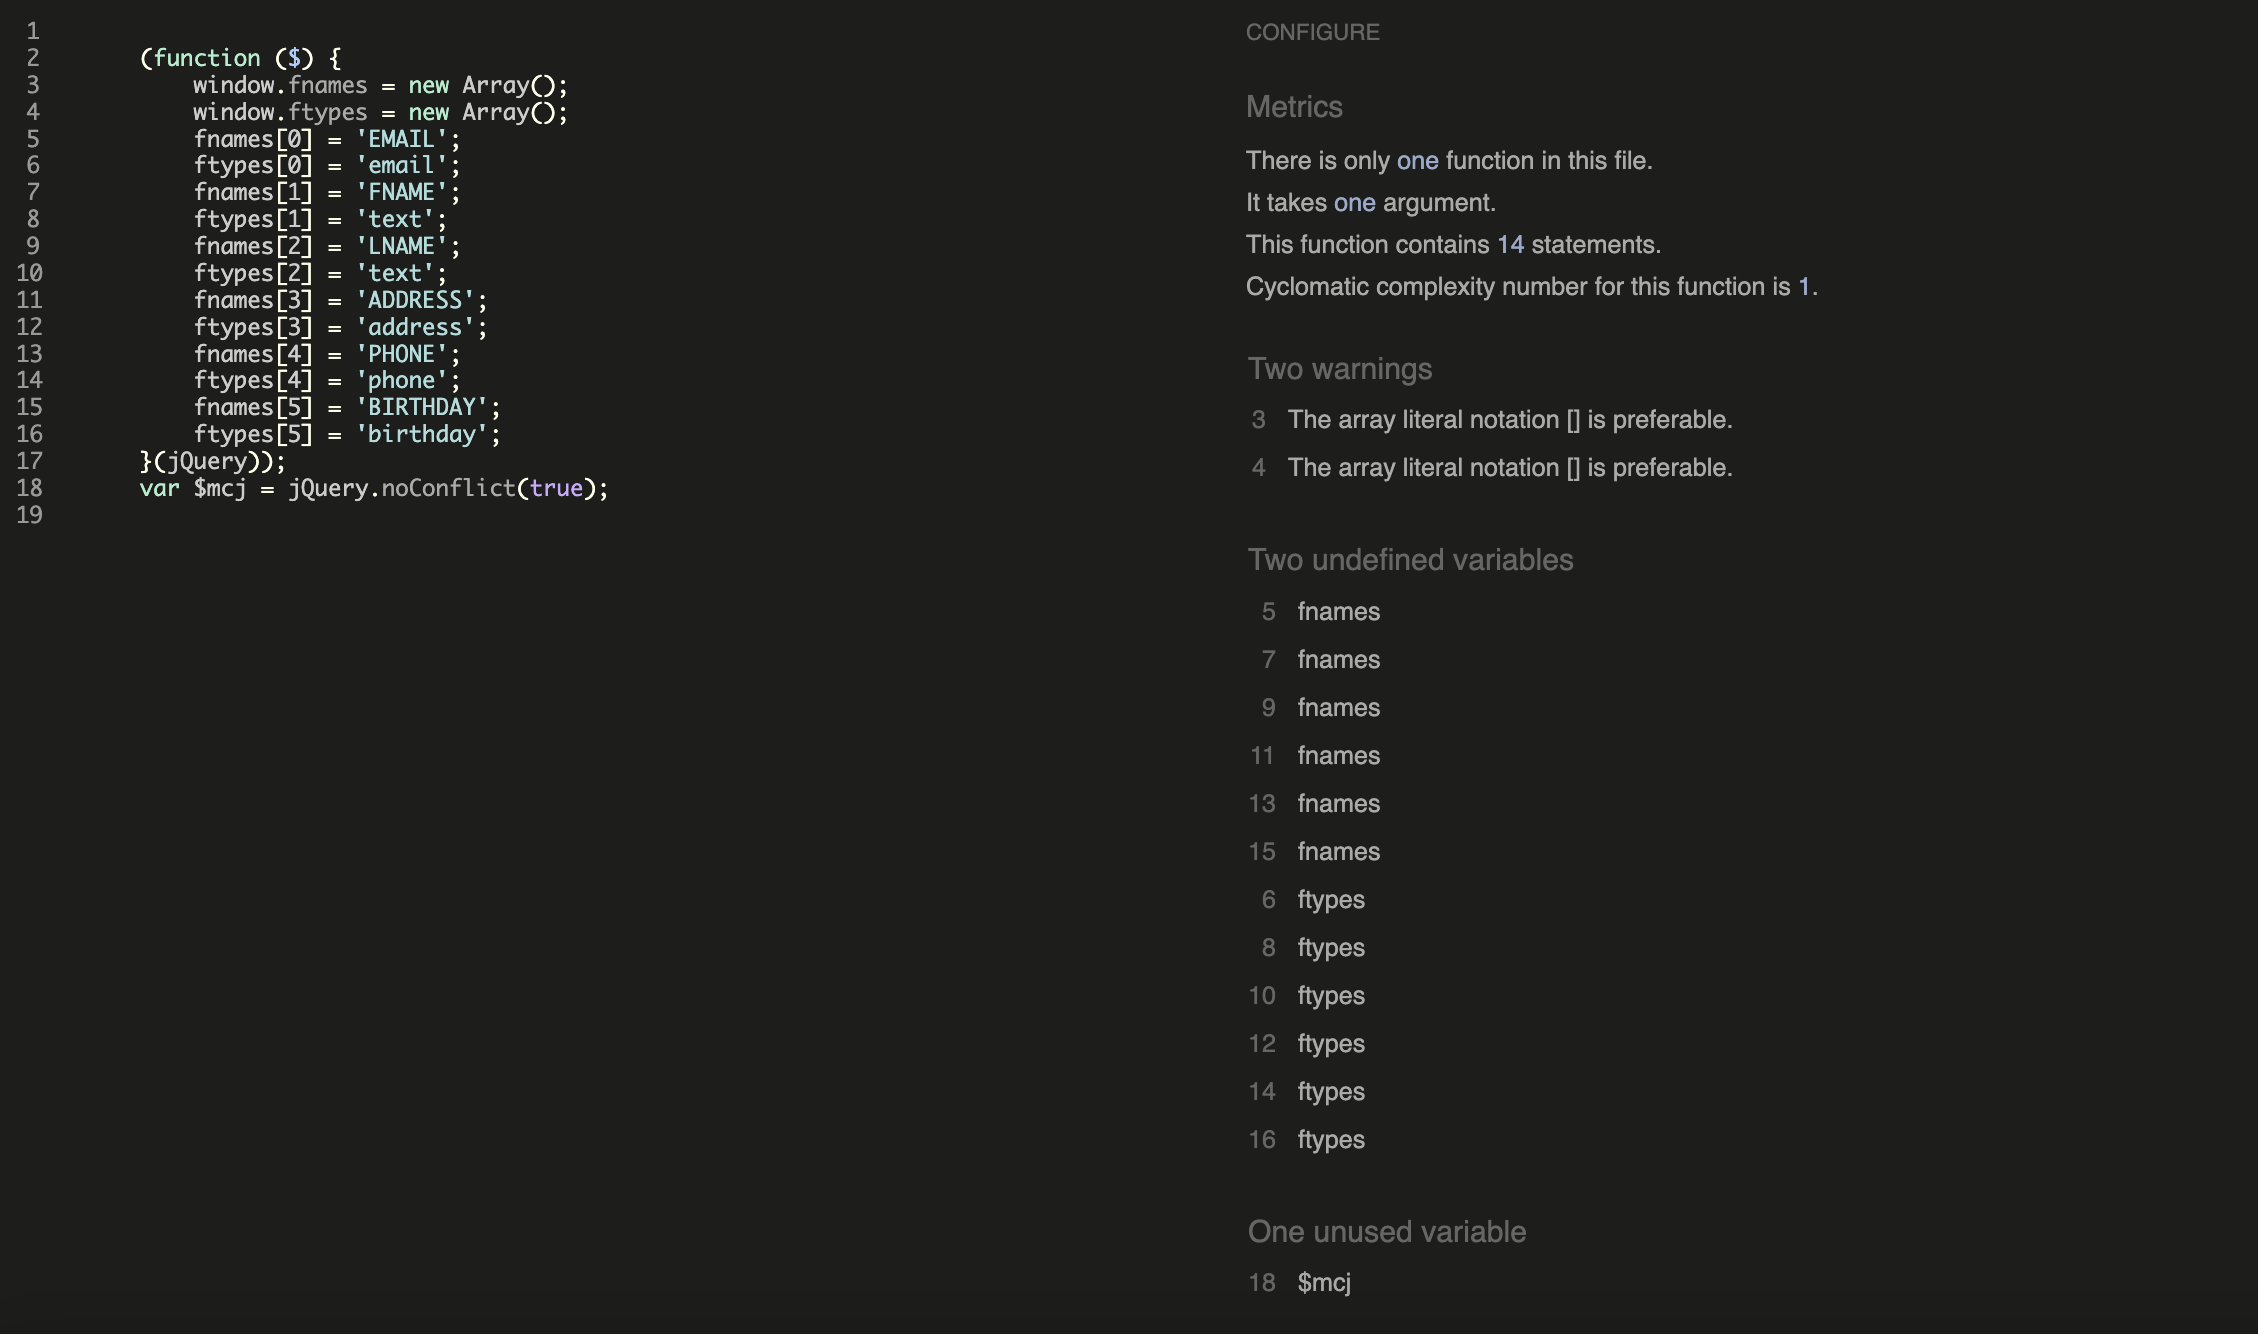 1
2 (function ($) {
3 window.fnames = new Array();
4 window.ftypes = new Array();
5 fnames[0] = 'EMAIL';
6 ftypes[0] = 'email';
7 fnames[1] = 'FNAME';
8 ftypes[1] = 'text';
9 fnames[2] = 'LNAME';
10 ftypes[2] = 'text';
11 fnames[3] = 'ADDRESS';
12 ftypes[3] = 'address';
13 fnames[4] = 'PHONE';
14 ftypes[4] = 'phone';
15 fnames[5] = 'BIRTHDAY';
16 ftypes[5] = 'birthday';
17 }(jQuery));
18 var $mcj = jQuery.noConflict(true);
19
CONFIGURE
Metrics
There is only one function in this file.
It takes one argument.
This function contains 14 statements.
Cyclomatic complexity number for this function is 1.
Two warnings
3 The array literal notation [] is preferable.
4 The array literal notation [] is preferable.
Two undefined variables
5 fnames
7 fnames
9 fnames
11 fnames
13 fnames
15 fnames
6 ftypes
8 ftypes
10 ftypes
12 ftypes
14 ftypes
16 ftypes
One unused variable
18 $mcj